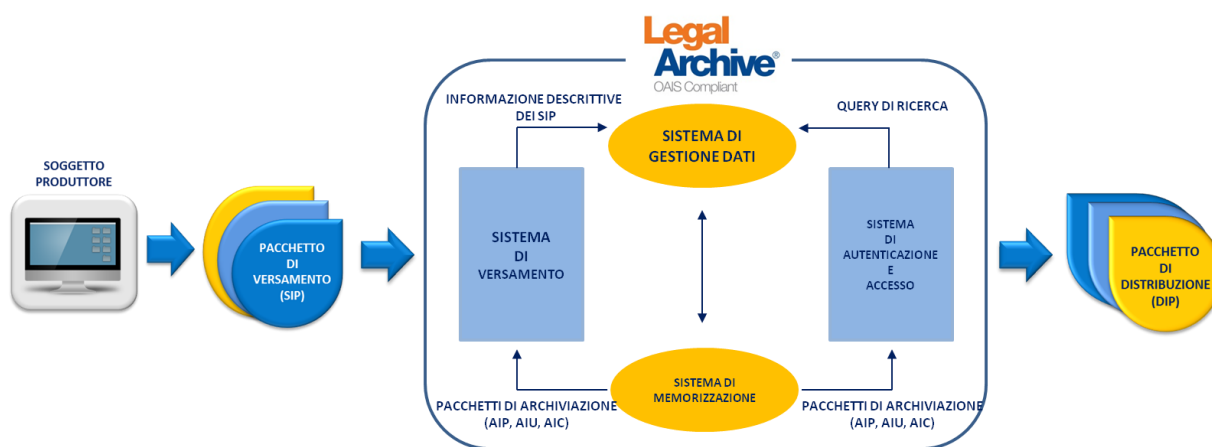 Legal
Archive®
OAIS Compliant
INFORMAZIONE DESCRITTIVE
DEI SIP
QUERY DI RICERCA
SISTEMA DI
GESTIONE DATI
SOGGETTO
PRODUTTORE
PACCHETTO
DI
VERSAMENTO
(SIP)
SISTEMA
DI
VERSAMENTO
SISTEMA
DI
AUTENTICAZIONE
E
ACCESSO
PACCHETTO
DI
DISTRIBUZIONE
(DIP)
SISTEMA DI
MEMORIZZAZIONE
PACCHETTI DI ARCHIVIAZIONE
(AIP, AIU, AIC)
PACCHETTI DI ARCHIVIAZIONE
(AIP, AIU, AIC)